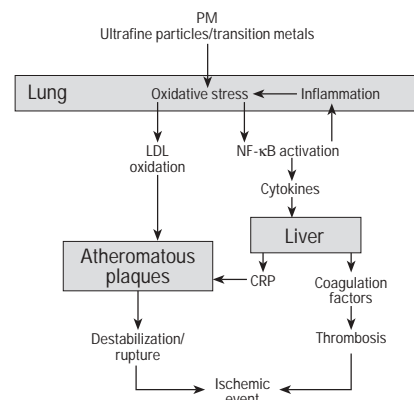 PM
Ultrafine particles/transition metals
Lung
Oxidative stress
Inflammation
LDL
oxidation
NF-κB activation
Cytokines
Liver
Atheromatous
plaques
CRP
Coagulation
factors
Destabilization/
rupture
Thrombosis
Ischemic
event